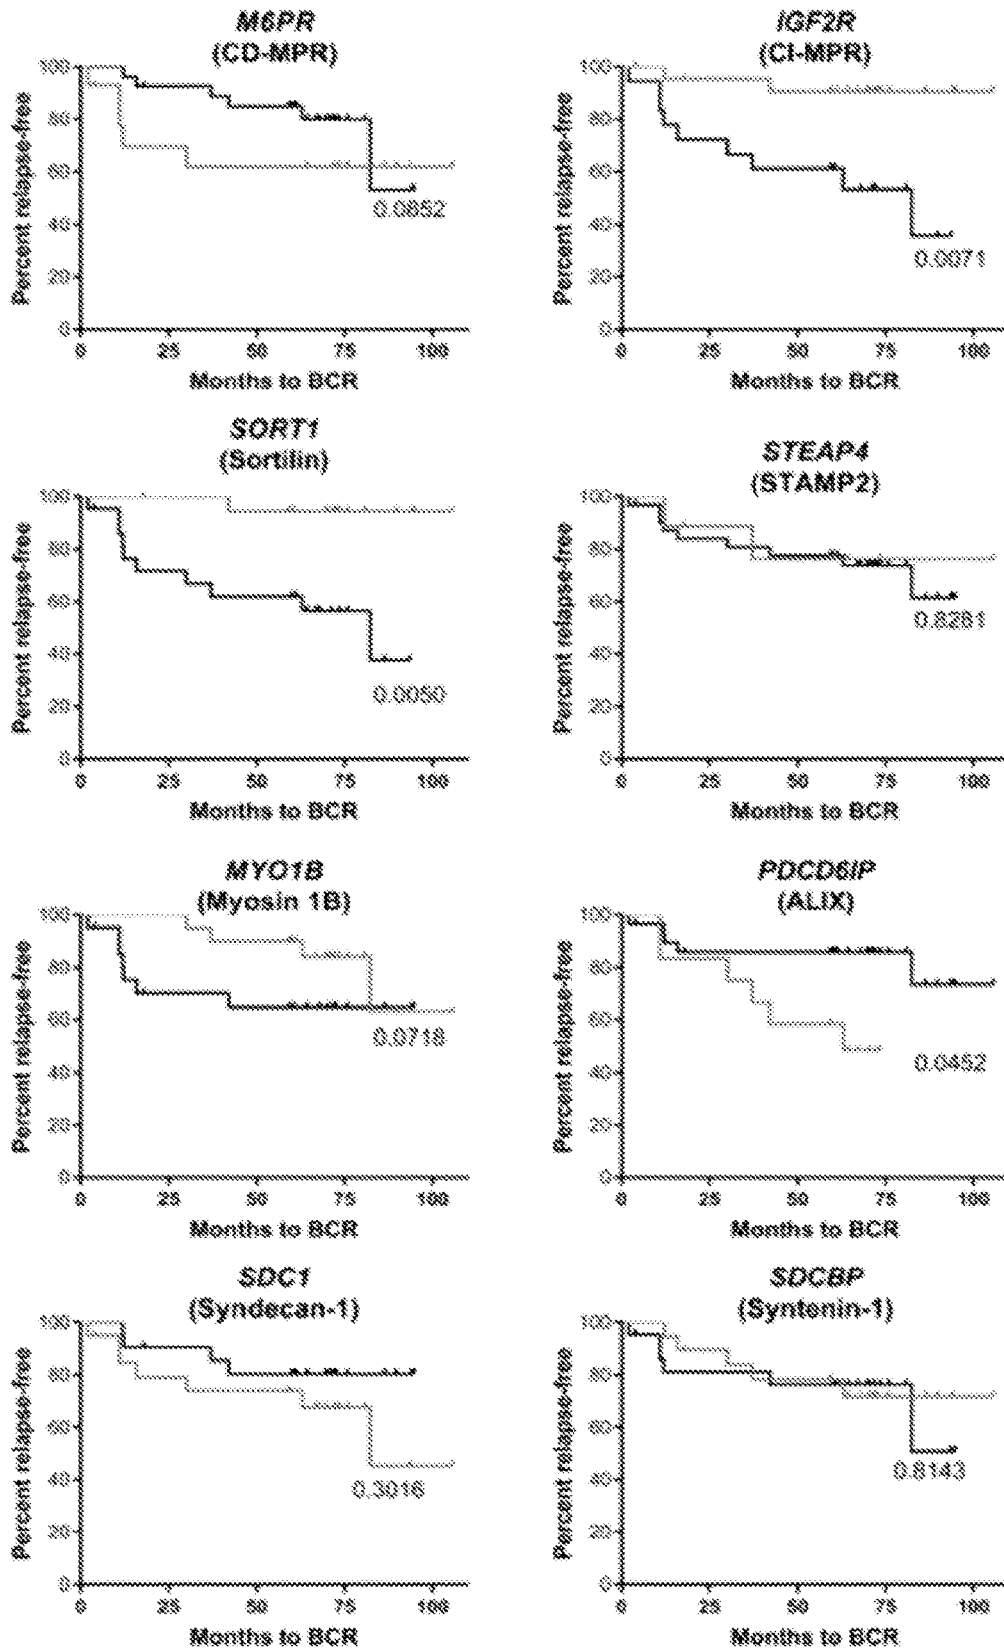 M6PR
(CD-MPR)
Percent relapse-free
100
80
60
40
20
0
0.0852
0 25 50 75 100
Months to BCR
IGF2R
(CI-MPR)
Percent relapse-free
100
80
60
40
20
0
0.0071
0 25 50 75 100
Months to BCR
SORT1
(Sortilin)
Percent relapse-free
100
80
60
40
20
0
0.0050
0 25 50 75 100
Months to BCR
STEAP4
(STAMP2)
Percent relapse-free
100
80
60
40
20
0
0.8281
0 25 50 75 100
Months to BCR
MYO1B
(Myosin 1B)
Percent relapse-free
100
80
60
40
20
0
0.0718
0 25 50 75 100
Months to BCR
PDCD6IP
(ALIX)
Percent relapse-free
100
80
60
40
20
0
0.0452
0 25 50 75 100
Months to BCR
SDC1
(Syndecan-1)
Percent relapse-free
100
80
60
40
20
0
0.3016
0 25 50 75 100
Months to BCR
SDCBP
(Syntenin-1)
Percent relapse-free
100
80
60
40
20
0
0.8143
0 25 50 75 100
Months to BCR